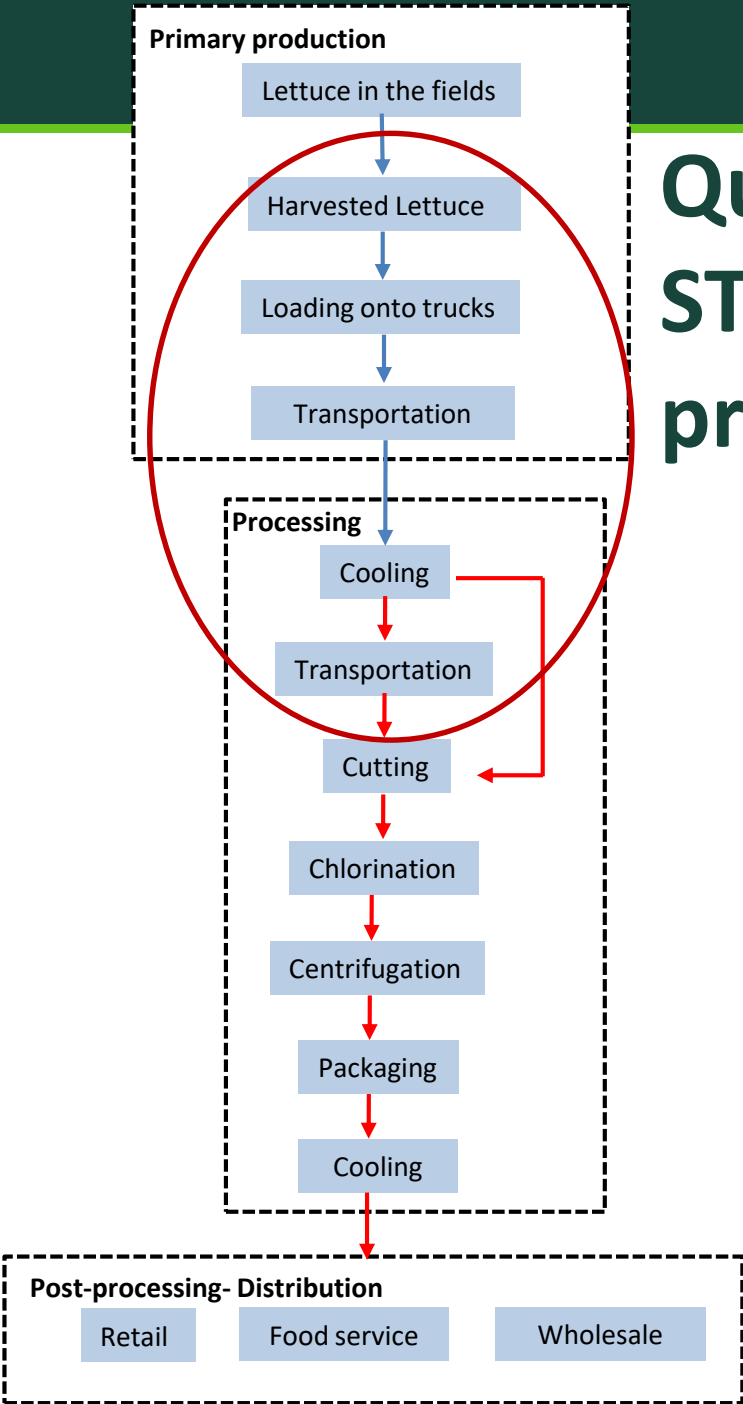 Primary production
Lettuce in the fields
Harvested Lettuce
Loading onto trucks
Transportation
Processing
Cooling
Transportation
Cutting
Chlorination
Centrifugation
Packaging
Cooling
Post-processing- Distribution
Retail
Food service
Wholesale